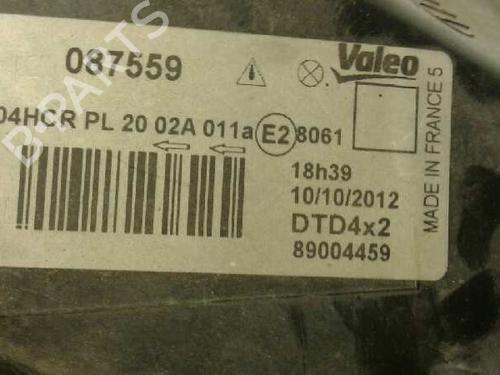 087559
Valeo
04HCR PL 20 02A 011a E2 8061
18h39
10/10/2012
DTD4x2
89004459
MADE IN FRANCE 5
B-PARTS